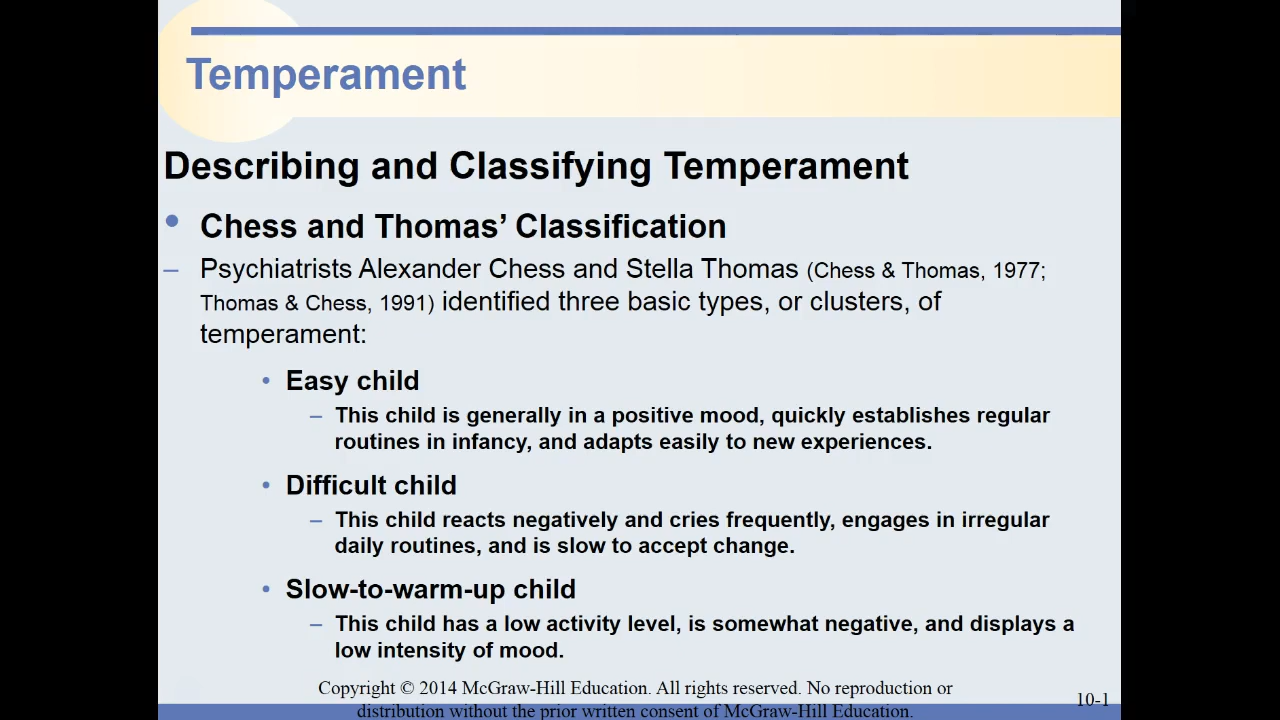 Temperament
Describing and Classifying Temperament
• Chess and Thomas’ Classification
– Psychiatrists Alexander Chess and Stella Thomas (Chess & Thomas, 1977;
Thomas & Chess, 1991) identified three basic types, or clusters, of
temperament:
• Easy child
– This child is generally in a positive mood, quickly establishes regular
routines in infancy, and adapts easily to new experiences.
• Difficult child
– This child reacts negatively and cries frequently, engages in irregular
daily routines, and is slow to accept change.
• Slow-to-warm-up child
– This child has a low activity level, is somewhat negative, and displays a
low intensity of mood.
Copyright © 2014 McGraw-Hill Education. All rights reserved. No reproduction or
distribution without the prior written consent of McGraw-Hill Education.
10-1